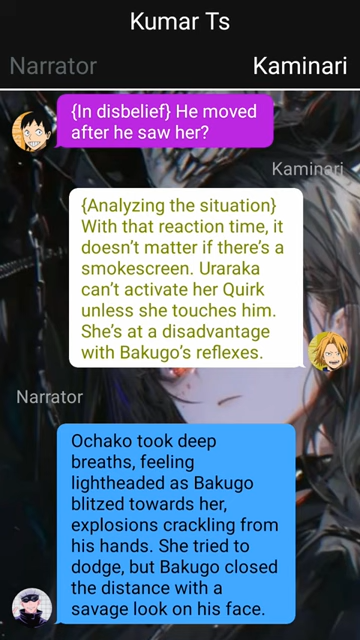 Kumar Ts
Narrator
Kaminari
{In disbelief} He moved
after he saw her?
Kaminari
{Analyzing the situation}
With that reaction time, it
doesn't matter if there's a
smokescreen. Uraraka
can't activate her Quirk
unless she touches him.
She's at a disadvantage
with Bakugo's reflexes.
Narrator
Ochako took deep
breaths, feeling
lightheaded as Bakugo
blitzed towards her,
explosions crackling from
his hands. She tried to
dodge, but Bakugo closed
the distance with a
savage look on his face.